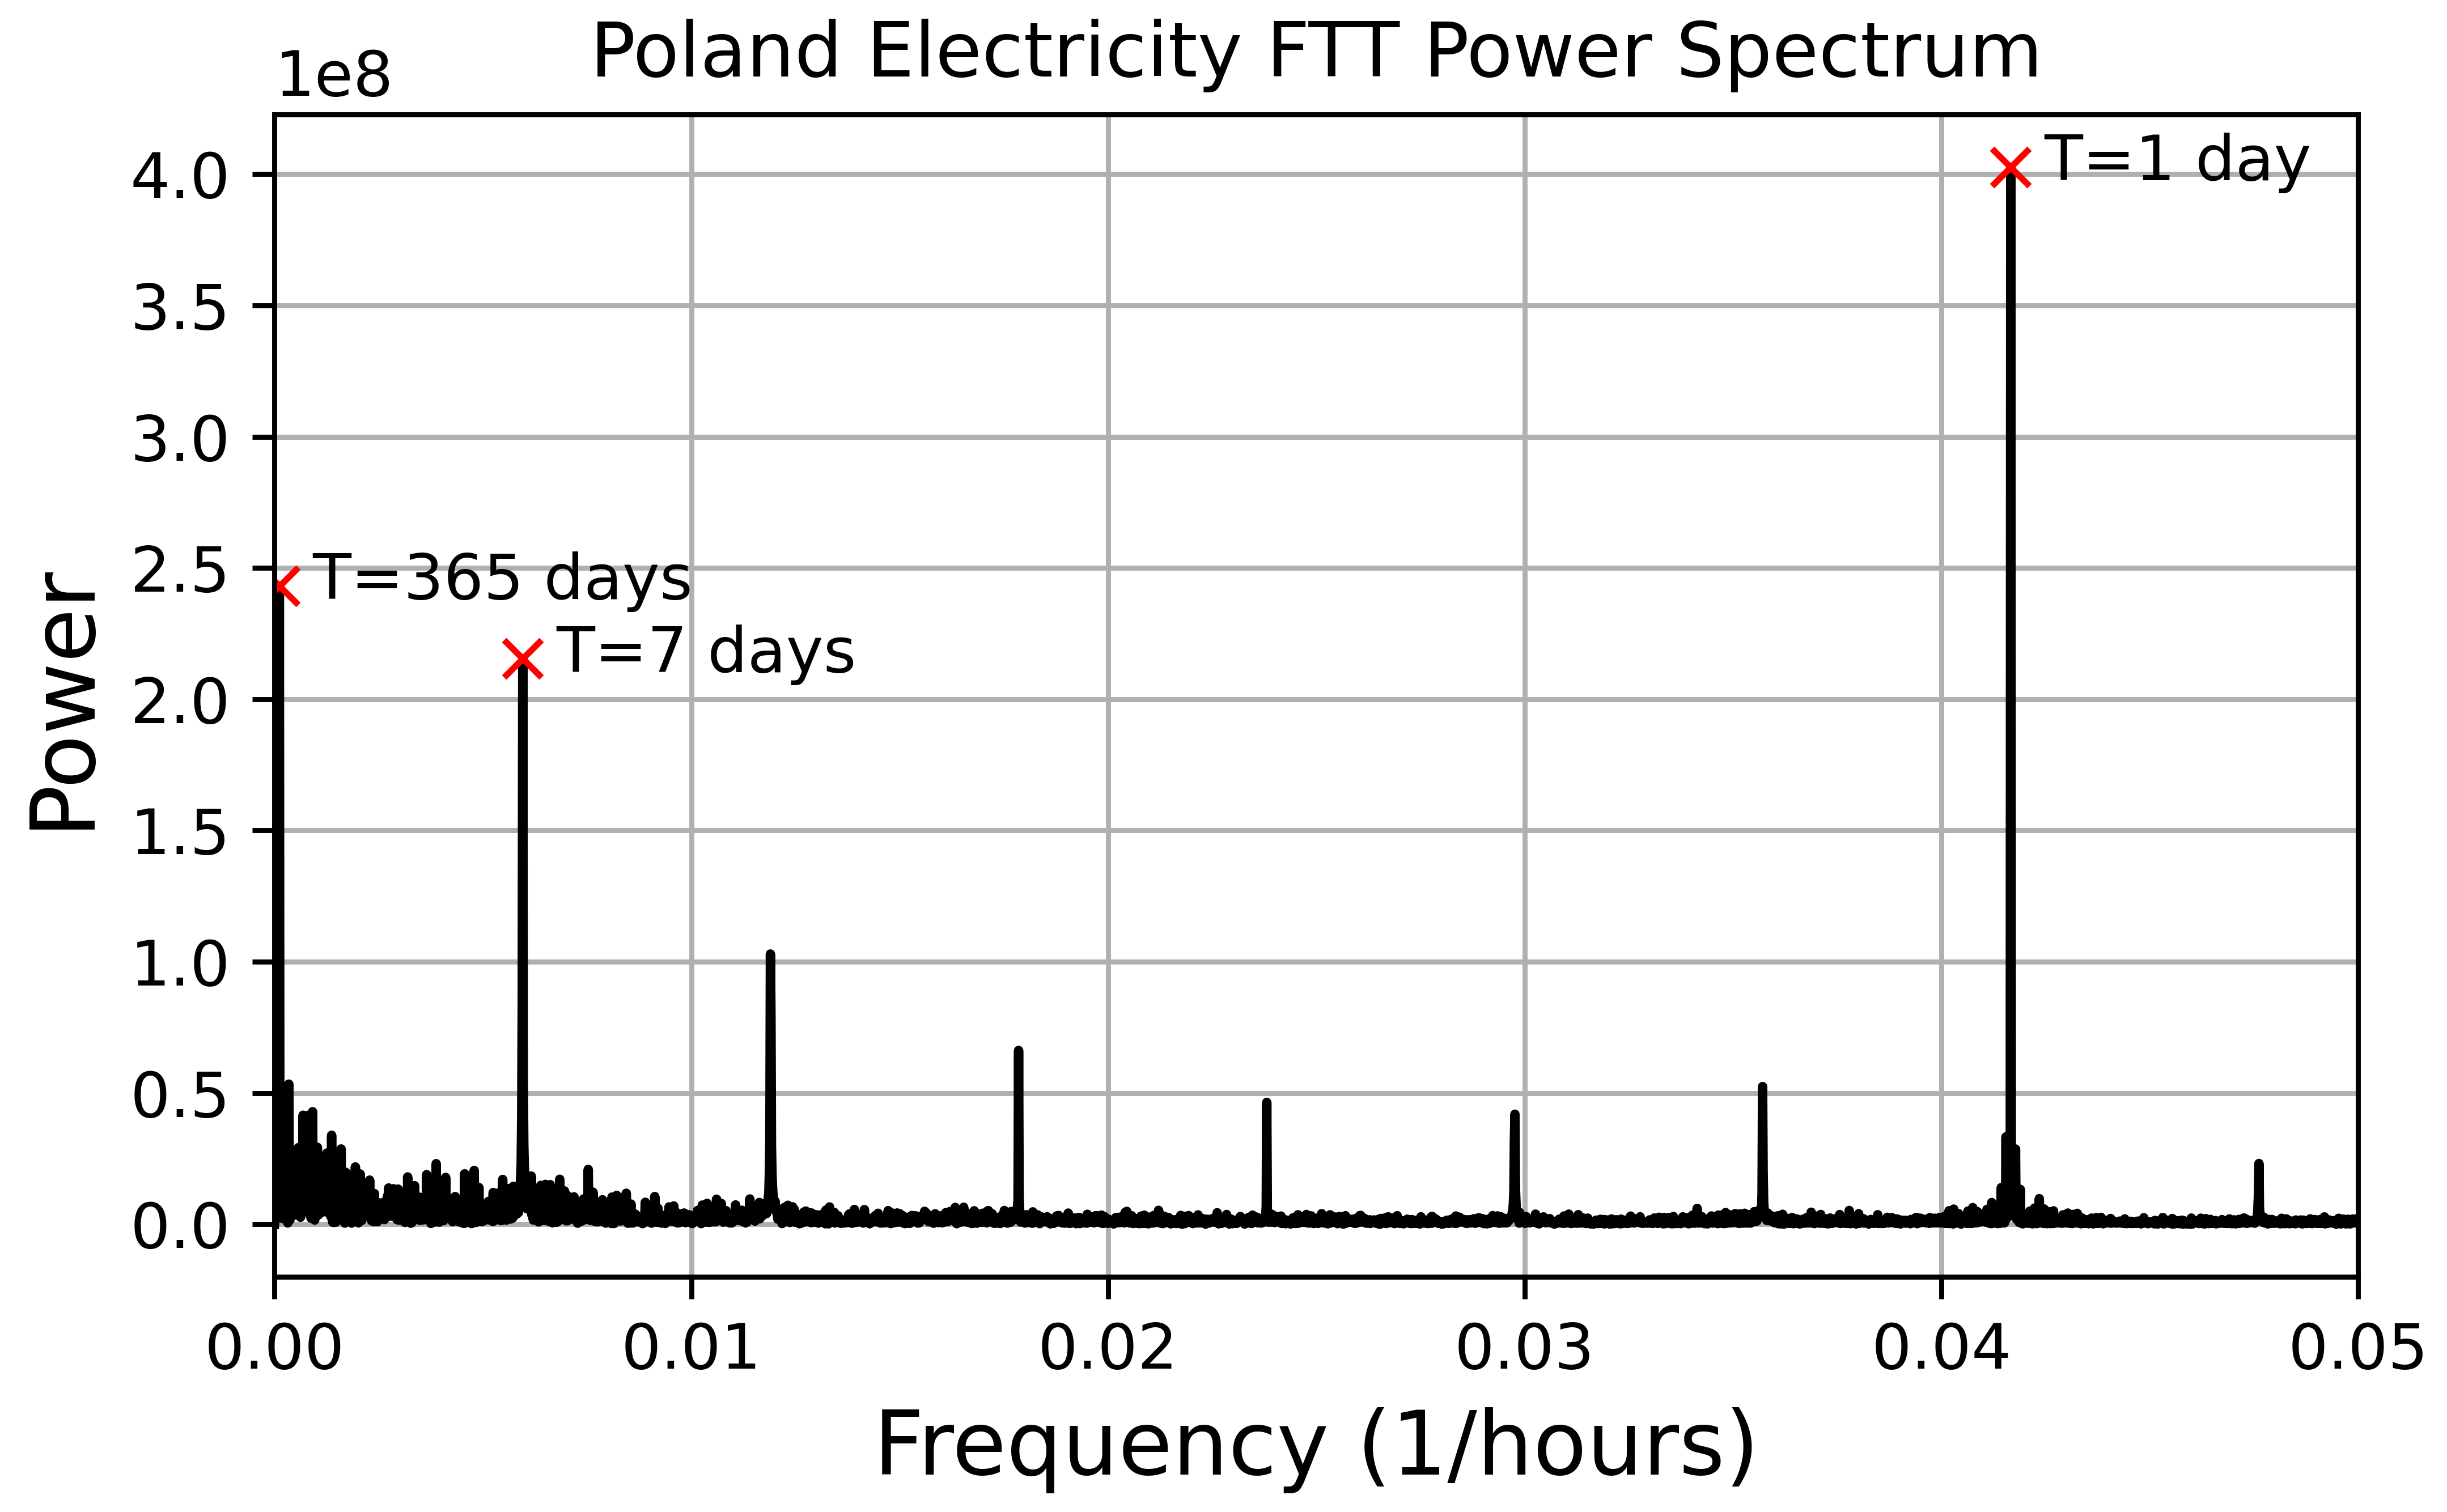 Poland Electricity FTT Power Spectrum
1e8
4.0
T=1 day
3.5
3.0
2.5
T=365 days
T=7 days
2.0
1.5
1.0
0.5
0.0
Power
0.00
0.01
0.02
0.03
0.04
0.05
Frequency (1/hours)